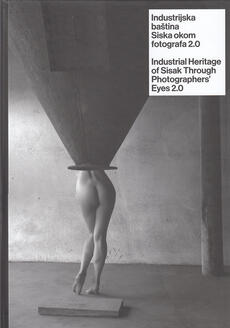 Industrijska
baština
Siska okom
fotografa 2.0
Industrial Heritage
of Sisak Through
Photographers'
Eyes 2.0